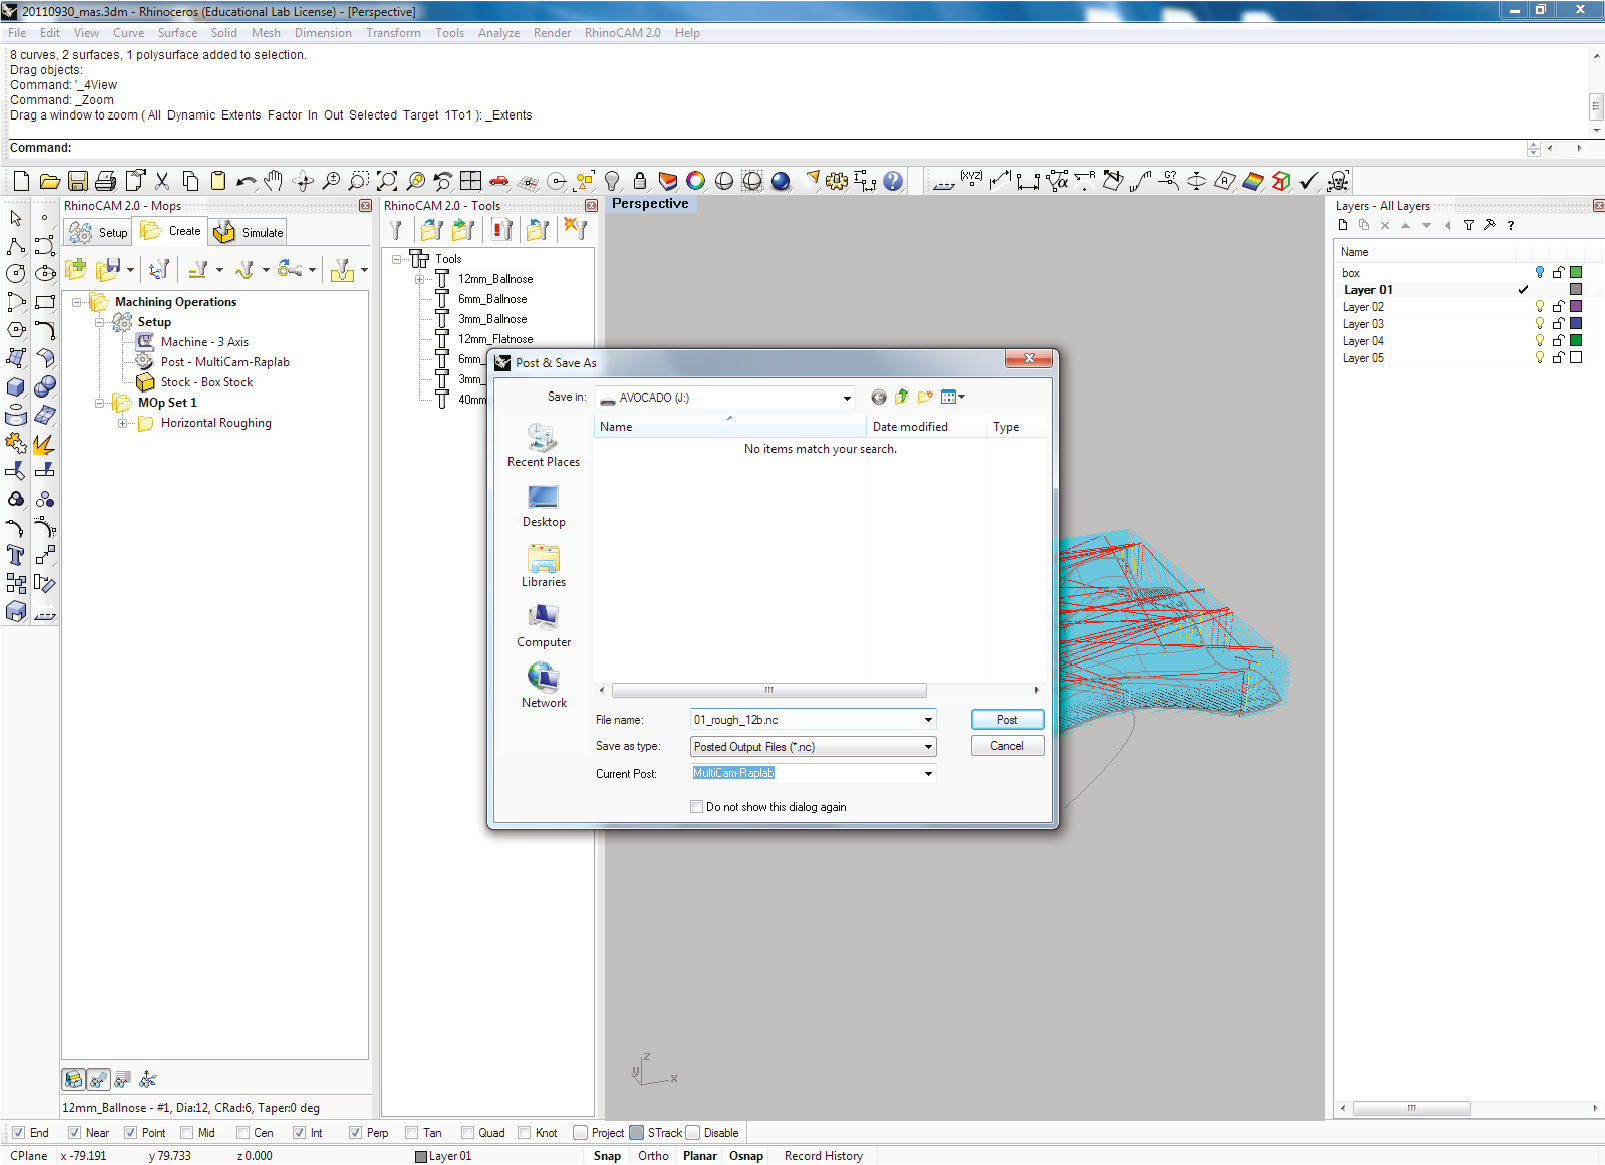 20110930_mas.3dm - Rhinoceros (Educational Lab License) - [Perspective]
File Edit View Curve Surface Solid Mesh Dimension Transform Tools Analyze Render RhinoCAM 2.0 Help
8 curves, 2 surfaces, 1 polysurface added to selection.
Drag objects:
Command: '_4View
Command: _Zoom
Drag a window to zoom ( All Dynamic Extents Factor In Out Selected Target 1To1 ): _Extents
Command:
RhinoCAM 2.0 - Mops
Setup Create Simulate
Machining Operations
Setup
Machine - 3 Axis
Post - MultiCam-Raplab
Stock - Box Stock
MOp Set 1
Horizontal Roughing
12mm_Ballnose - #1, Dia:12, CRad:6, Taper:0 deg
RhinoCAM 2.0 - Tools
Tools
12mm_Ballnose
6mm_Ballnose
3mm_Ballnose
12mm_Flatnose
6mm_
3mm_
40mm
Perspective
Post & Save As
Save in: AVOCADO (J:)
Name Date modified Type
No items match your search.
Recent Places
Desktop
Libraries
Computer
Network
File name: 01_rough_12b.nc Post
Save as type: Posted Output Files (*.nc) Cancel
Current Post: MultiCam-Raplab
Do not show this dialog again
z
y
x
Layers - All Layers
Name
box
Layer 01
Layer 02
Layer 03
Layer 04
Layer 05
End Near Point Mid Cen Int Perp Tan Quad Knot Project STrack Disable
CPlane x -79.191 y 79.733 z 0.000 Layer 01 Snap Ortho Planar Osnap Record History